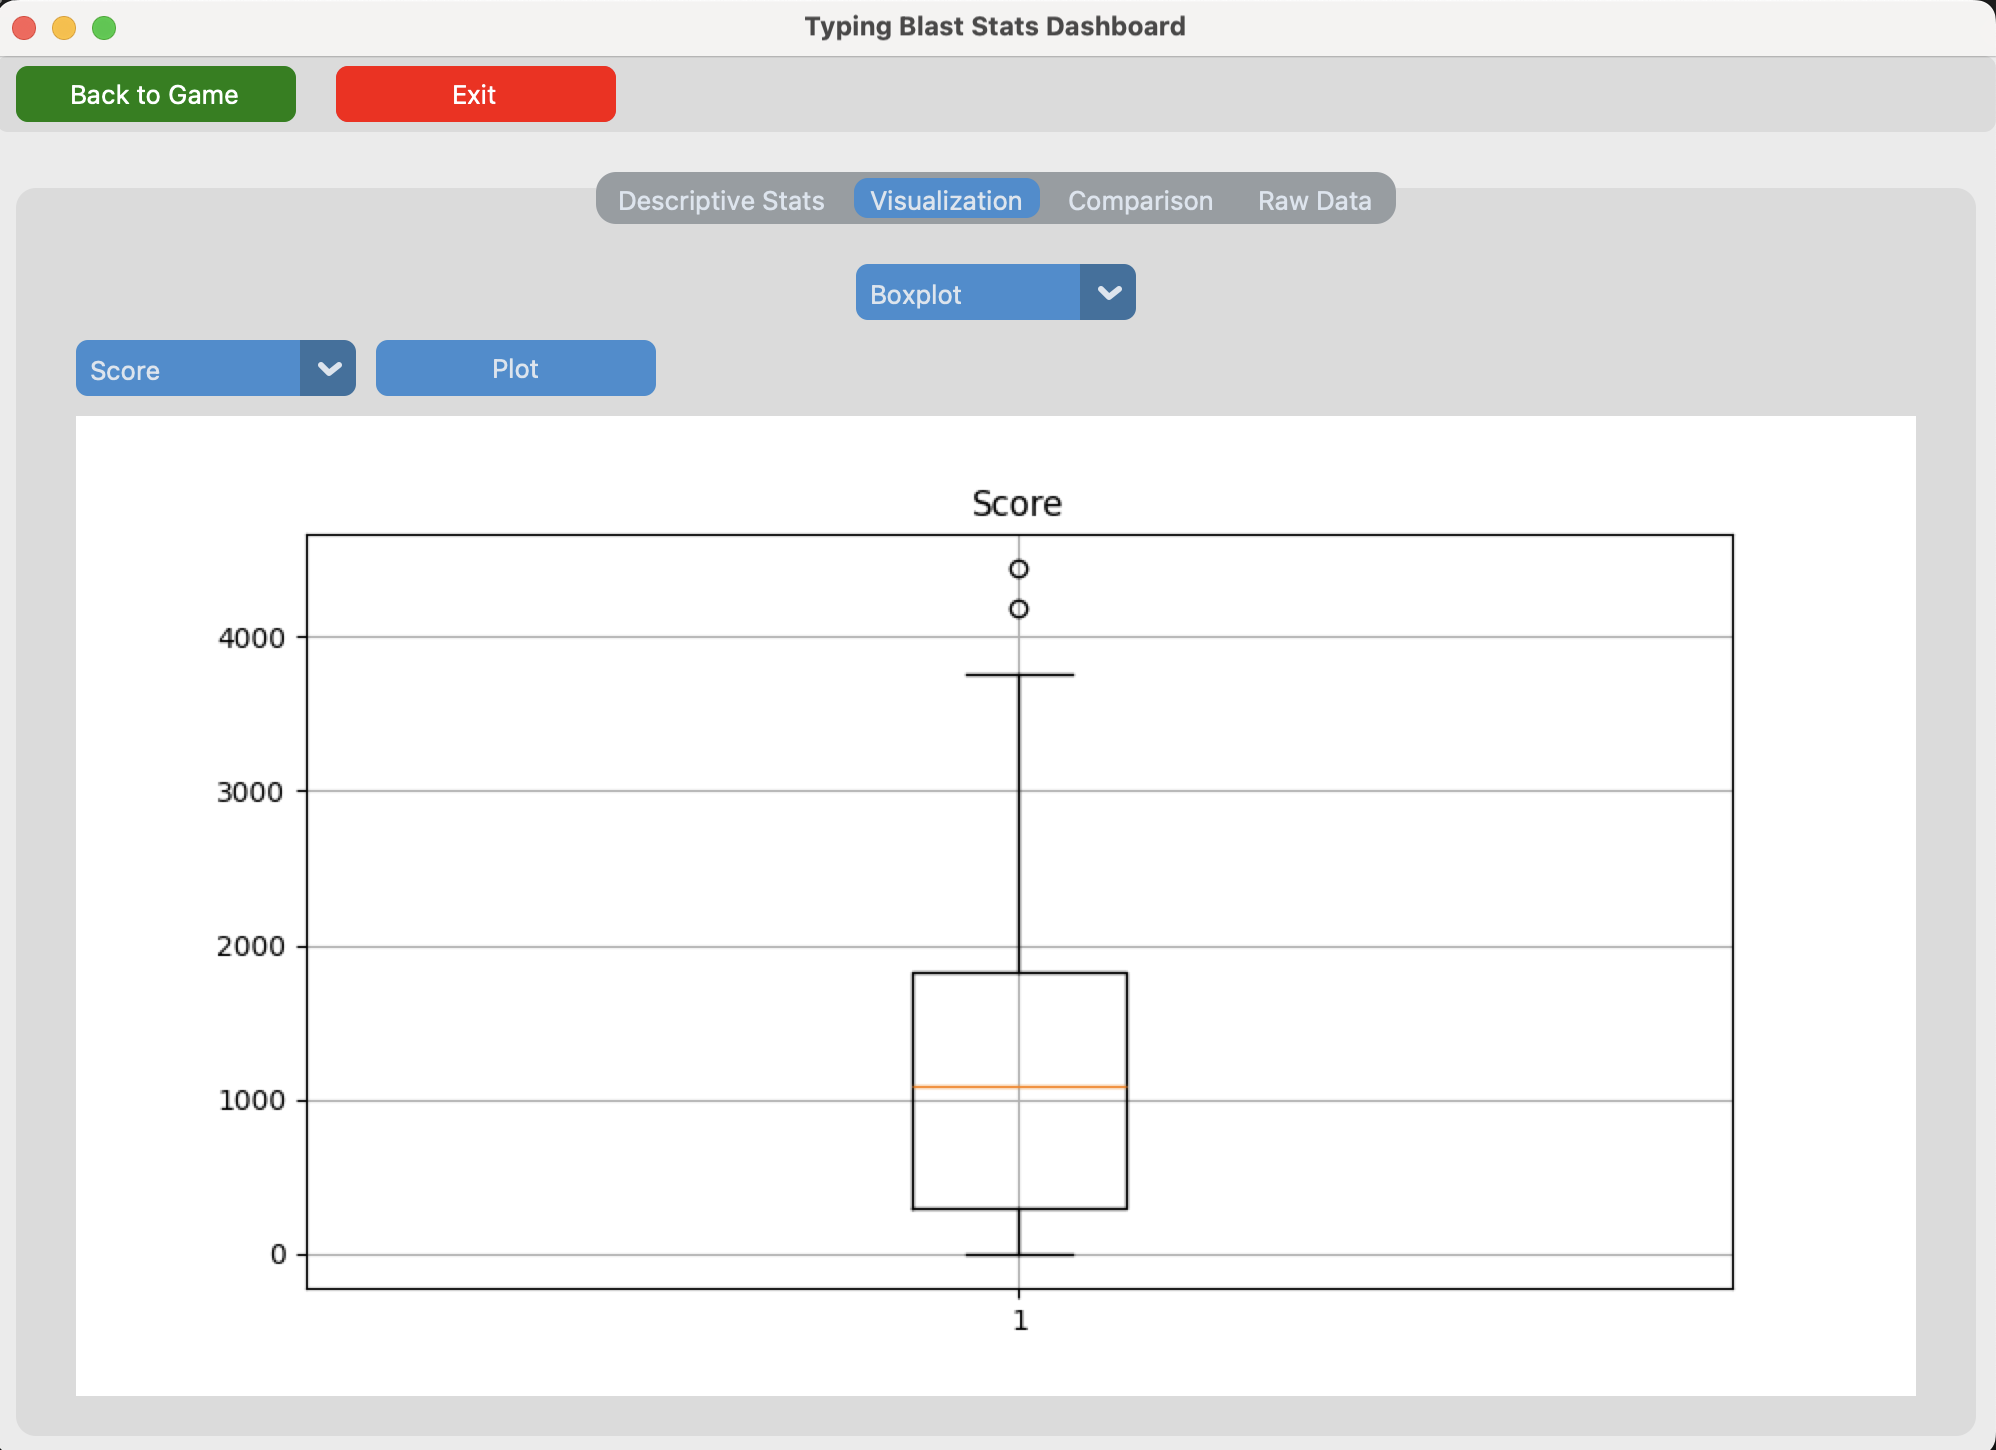 Typing Blast Stats Dashboard
Back to Game
Exit
Descriptive Stats
Visualization
Comparison
Raw Data
Boxplot
Score
Plot
Score
4000
3000
2000
1000
0
1